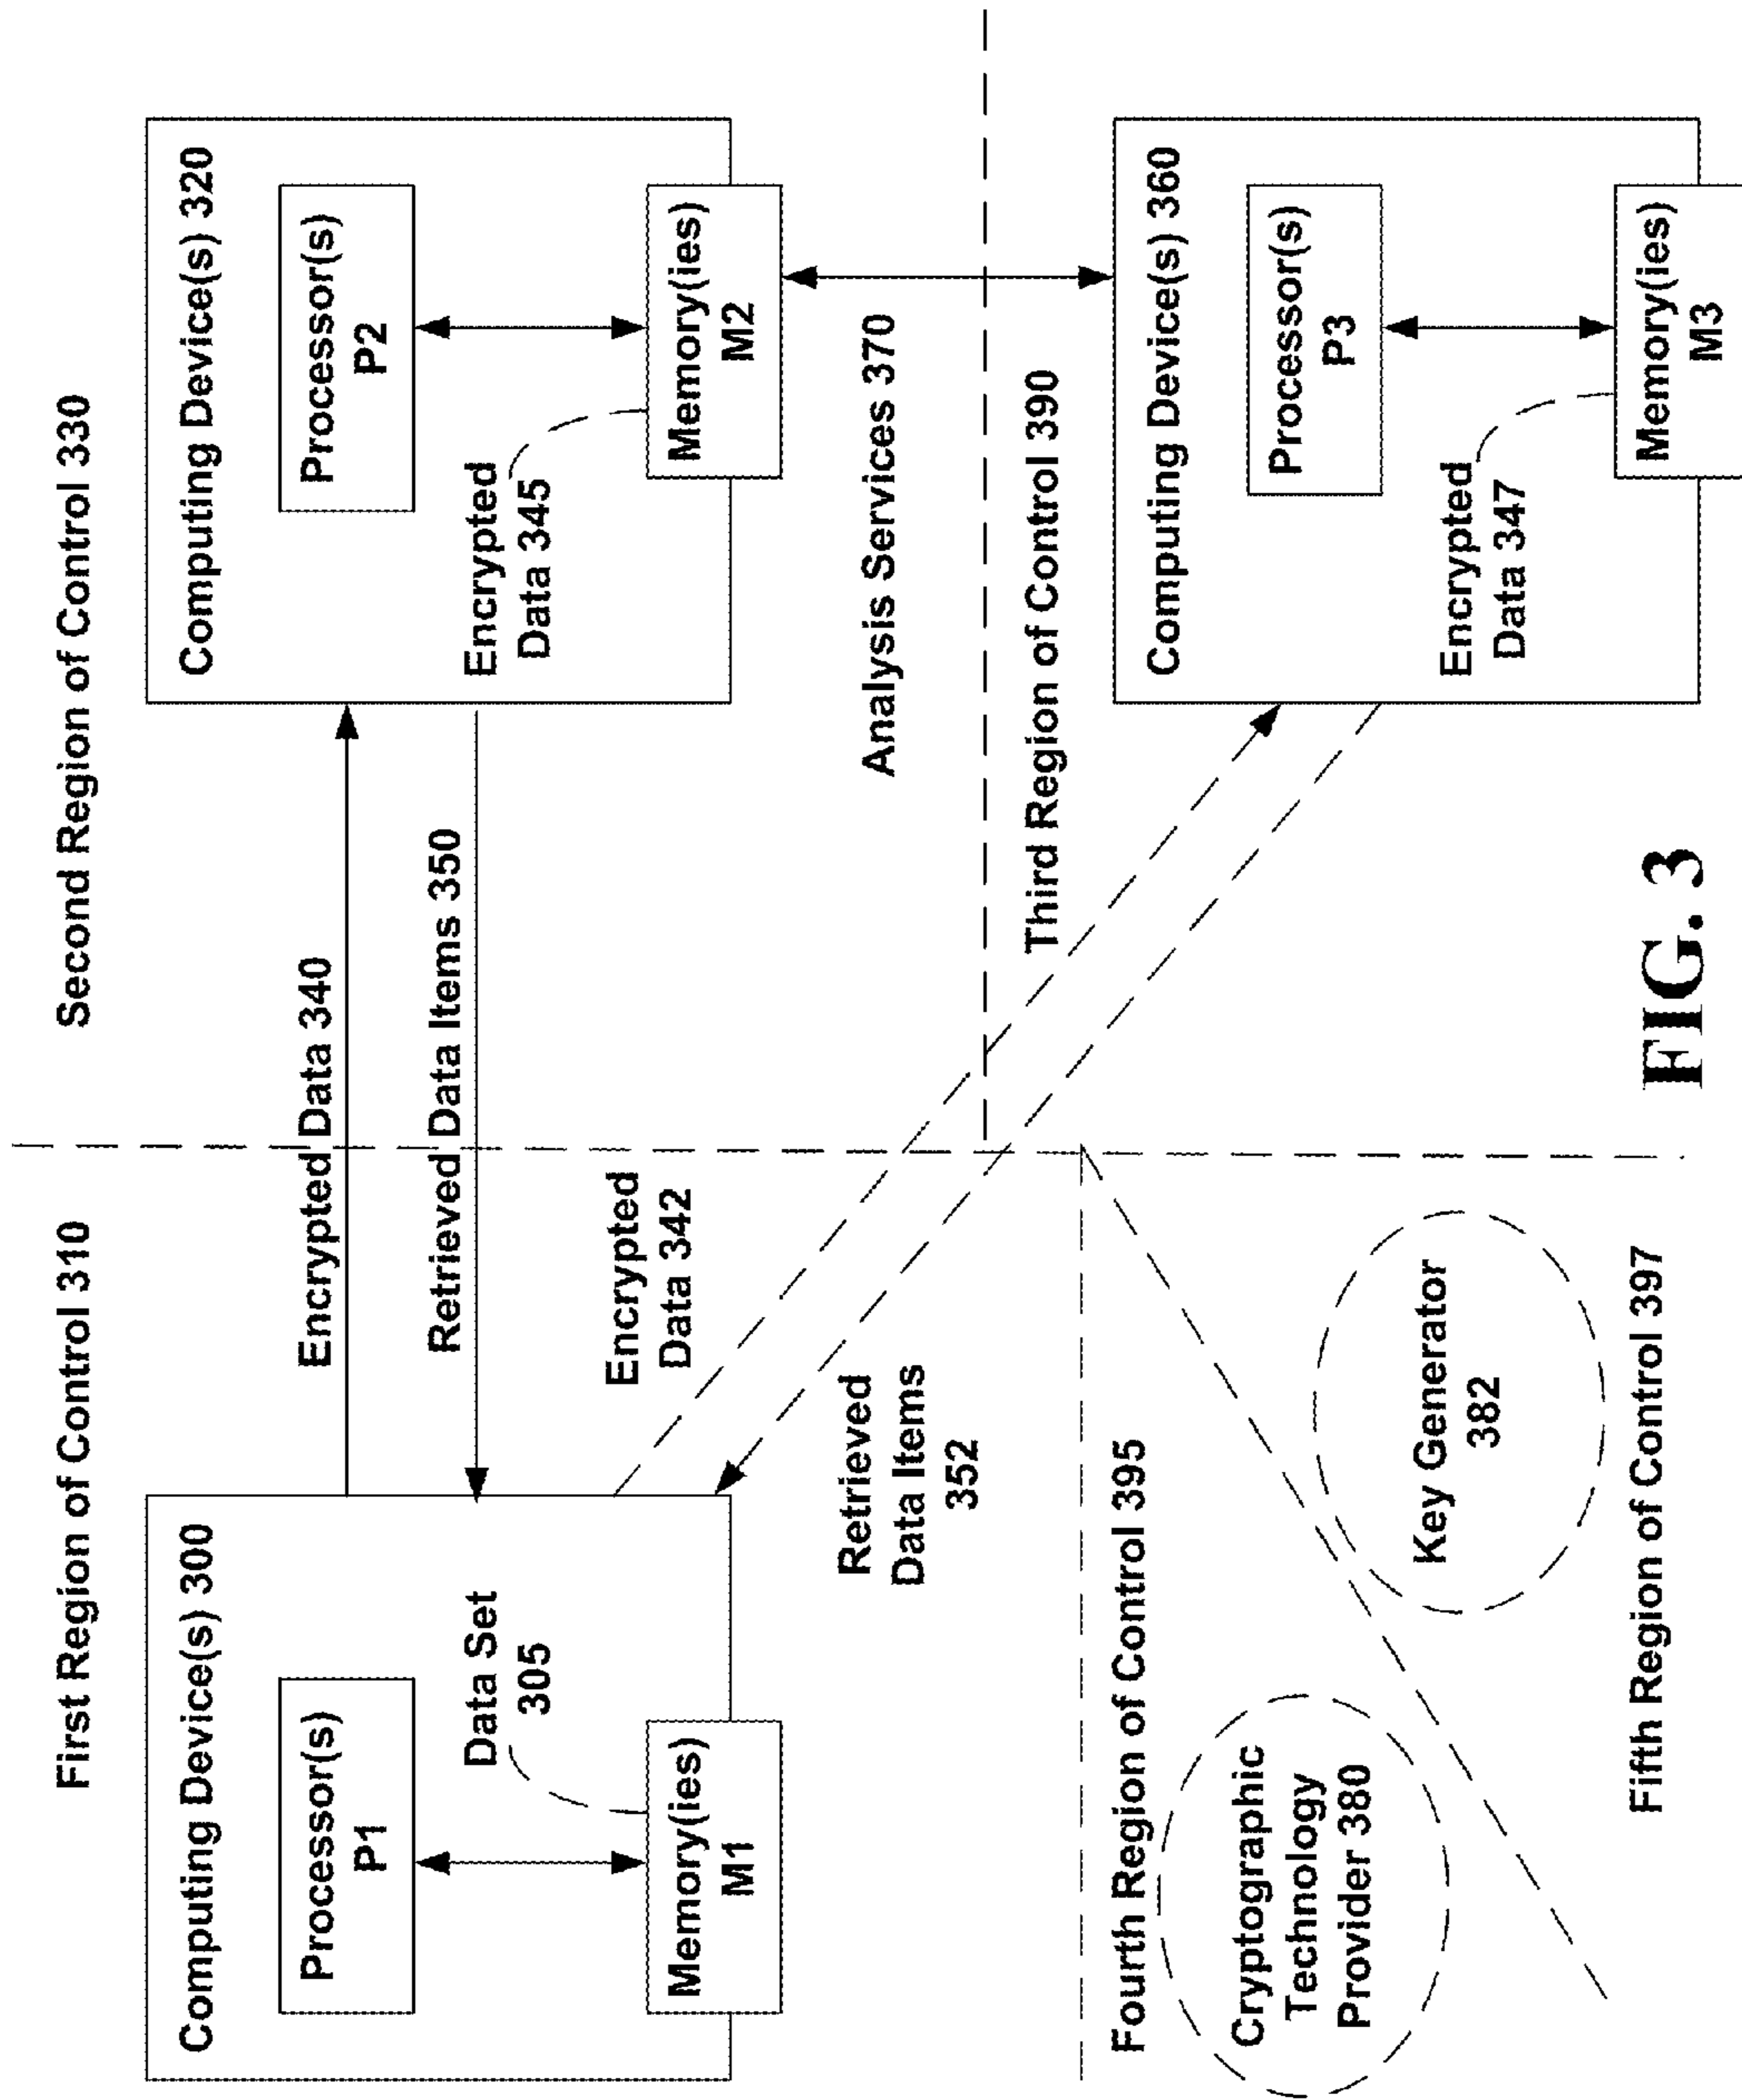 First Region of Control 310
Computing Device(s) 300
Processor(s)
P1
Data Set
305
Memory(ies)
M1
Encrypted Data 340
Retrieved Data Items 350
Encrypted
Data 342
Retrieved
Data Items
352
Second Region of Control 330
Computing Device(s) 320
Processor(s)
P2
Encrypted
Data 345
Memory(ies)
M2
Analysis Services 370
Third Region of Control 390
Computing Device(s) 360
Processor(s)
P3
Encrypted
Data 347
Memory(ies)
M3
Fourth Region of Control 395
Cryptographic
Technology
Provider 380
Key Generator
382
Fifth Region of Control 397
FIG. 3